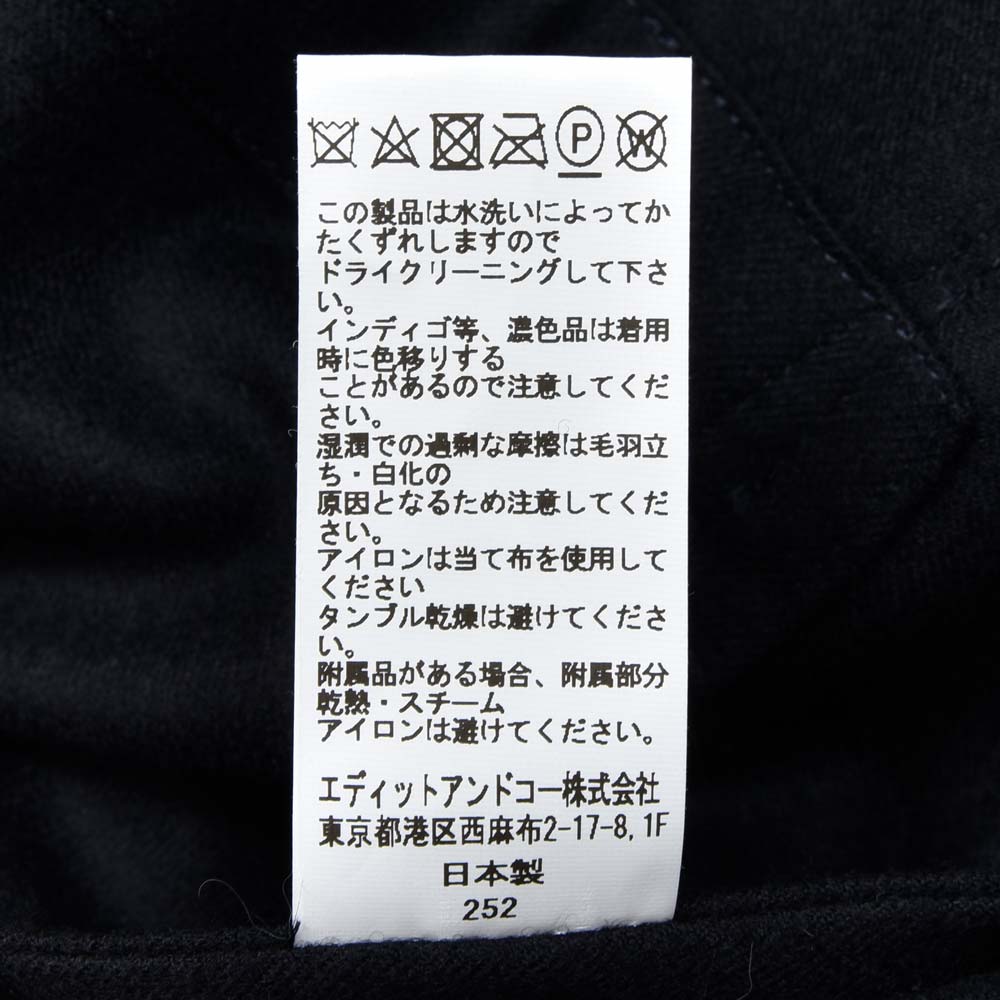 P W
この製品は水洗いによってか
たくずれしますので
ドライクリーニングして下さ
い。
インディゴ等、濃色品は着用
時に色移りする
ことがあるので注意してくだ
さい。
湿潤での過剰な摩擦は毛羽立
ち・白化の
原因となるため注意してくだ
さい。
アイロンは当て布を使用して
ください
タンブル乾燥は避けてくださ
い。
附属品がある場合、附属部分
乾熱・スチーム
アイロンは避けてください。
エディットアンドコー株式会社
東京都港区西麻布2-17-8,1F
日本製
252